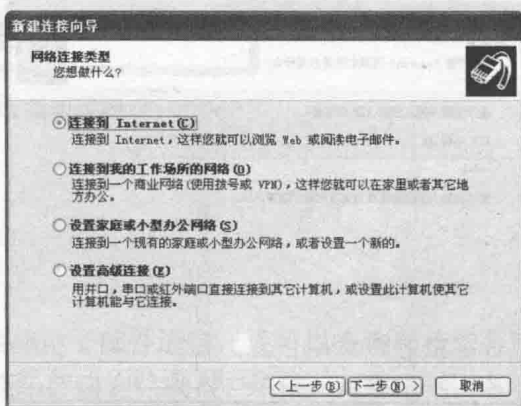 新建连接向导
网络连接类型
您想做什么?
连接到 Internet(C)
连接到 Internet,这样您就可以浏览 Web 或阅读电子邮件。
连接到我的工作场所的网络(O)
连接到一个商业网络(使用拨号或 VPN),这样您就可以在家里或者其它地
方办公。
设置家庭或小型办公网络(S)
连接到一个现有的家庭或小型办公网络,或者设置一个新的。
设置高级连接(E)
用并口,串口或红外端口直接连接到其它计算机,或设置此计算机使其它
计算机能与它连接。
<上一步(B) 下一步(N)> 取消